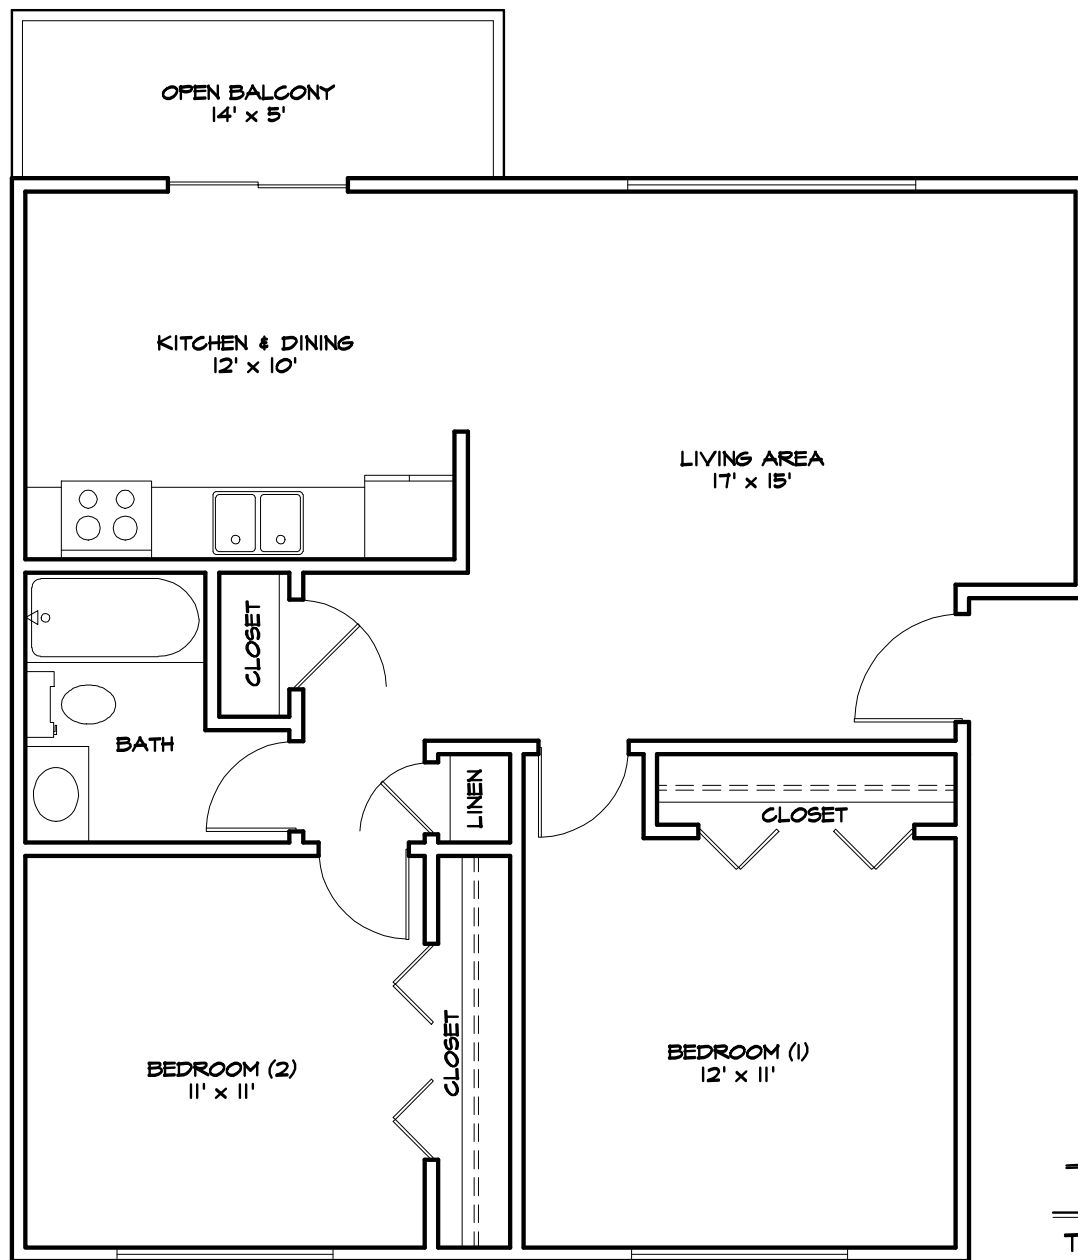 OPEN BALCONY
14' x 5'
KITCHEN & DINING
12' x 10'
LIVING AREA
17' x 15'
CLOSET
BATH
LINEN
CLOSET
CLOSET
BEDROOM (2)
11' x 11'
BEDROOM (1)
12' x 11'